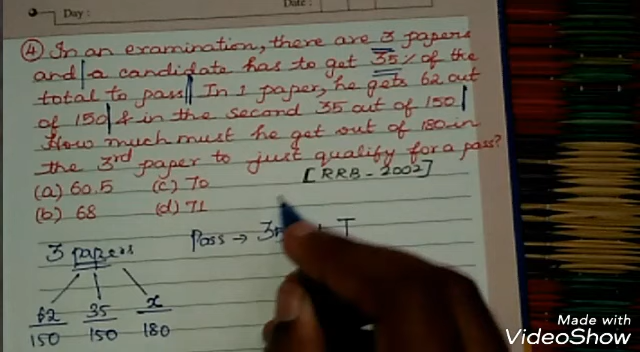 Day :
Date :
④ In an examination, there are 3 papers
and a candidate has to get 35% of the
total to pass. In 1 paper, he gets 62 out
of 150 & in the second 35 out of 150.
How much must he get out of 180 in
the 3rd paper to just qualify for a pass?
[RRB - 2002]
(a) 60.5 (c) 70
(b) 68 (d) 71
3 papers
Pass →
62/150 35/150 x/180
Made with
VideoShow